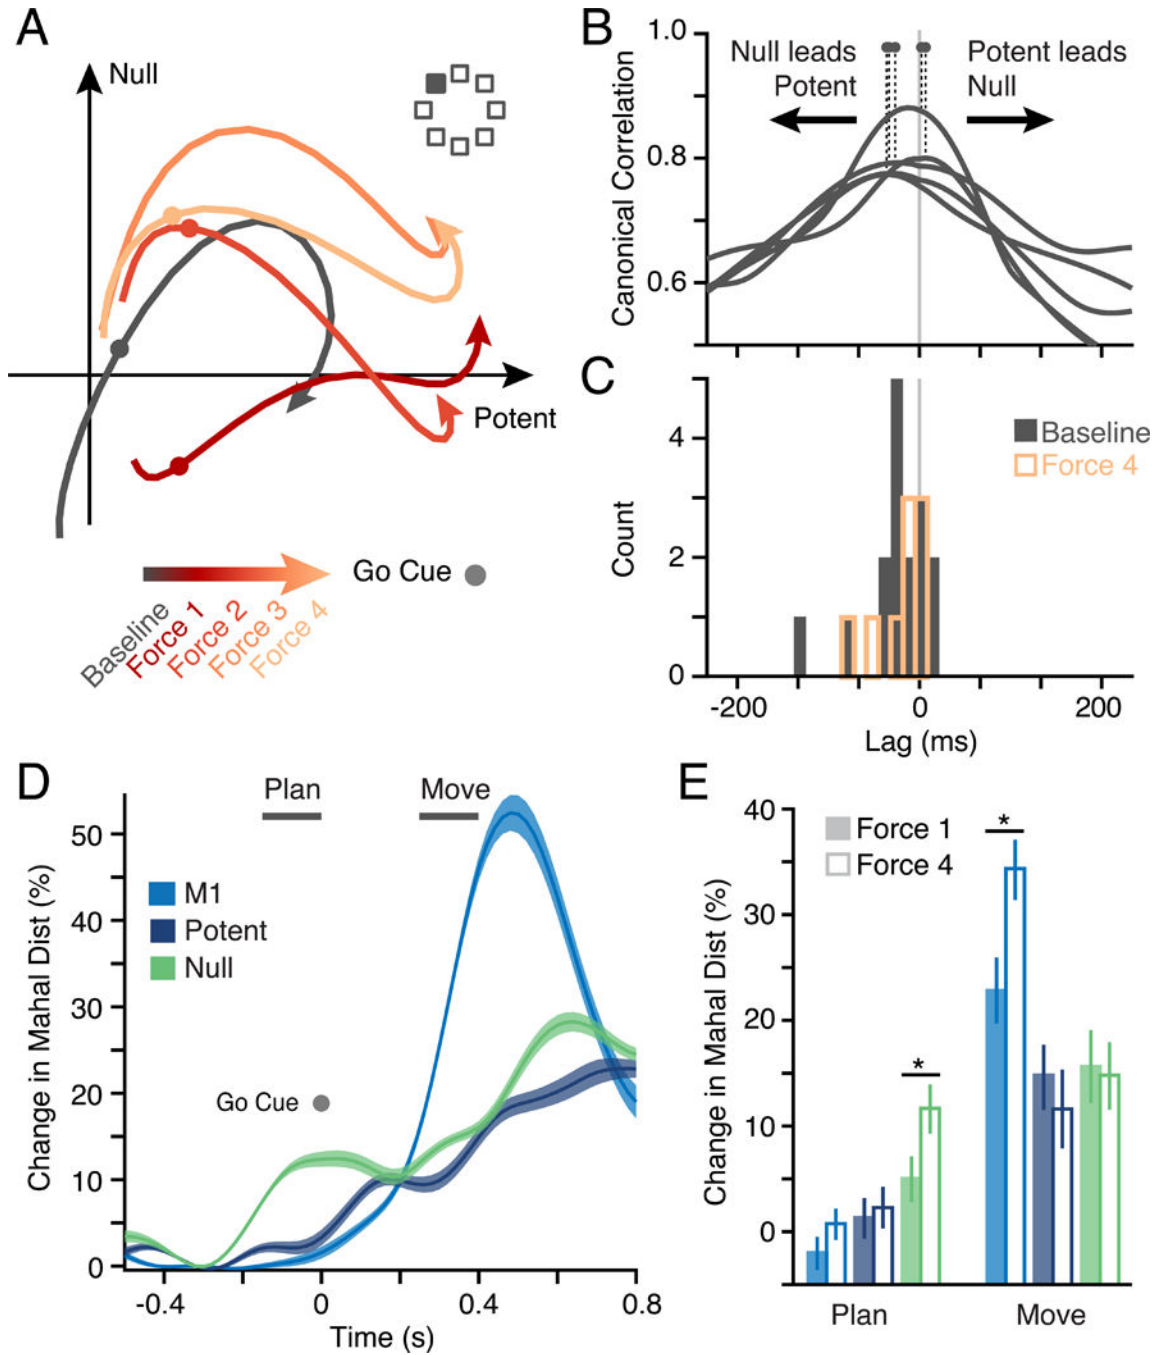 A
Null
Potent
Go Cue
Baseline
Force 1
Force 2
Force 3
Force 4
B
1.0
0.8
0.6
Canonical Correlation
Null leads
Potent
Potent leads
Null
C
4
2
0
Count
Baseline
Force 4
-200
0
200
Lag (ms)
D
Plan
Move
50
40
30
20
10
0
Change in Mahal Dist (%)
M1
Potent
Null
Go Cue
-0.4
0
0.4
0.8
Time (s)
E
40
30
20
10
0
Change in Mahal Dist (%)
Force 1
Force 4
*
*
Plan
Move